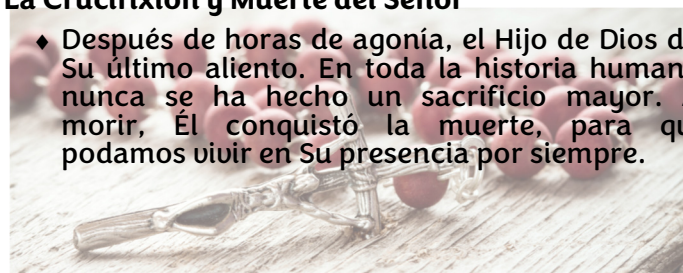 La Crucifixión y Muerte del Señor
♦ Después de horas de agonía, el Hijo de Dios
Su último aliento. En toda la historia
nunca se ha hecho un sacrificio mayor.
morir, Él conquistó la muerte, para
podamos vivir en Su presencia por siempre.